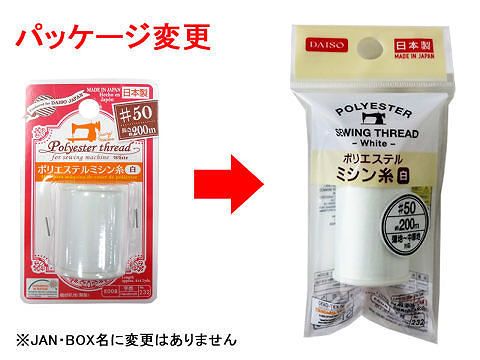 パッケージ変更
日本製
MADE IN JAPAN
Hecho en
Japón
#50
長さ約200m
Polyester thread
for sewing machine White
ポリエステルミシン糸 白
DAISO
日本製
MADE IN JAPAN
POLYESTER
SEWING THREAD
– White –
ポリエステル
ミシン糸 白
#50
約200m
※JAN・BOX名に変更はありません